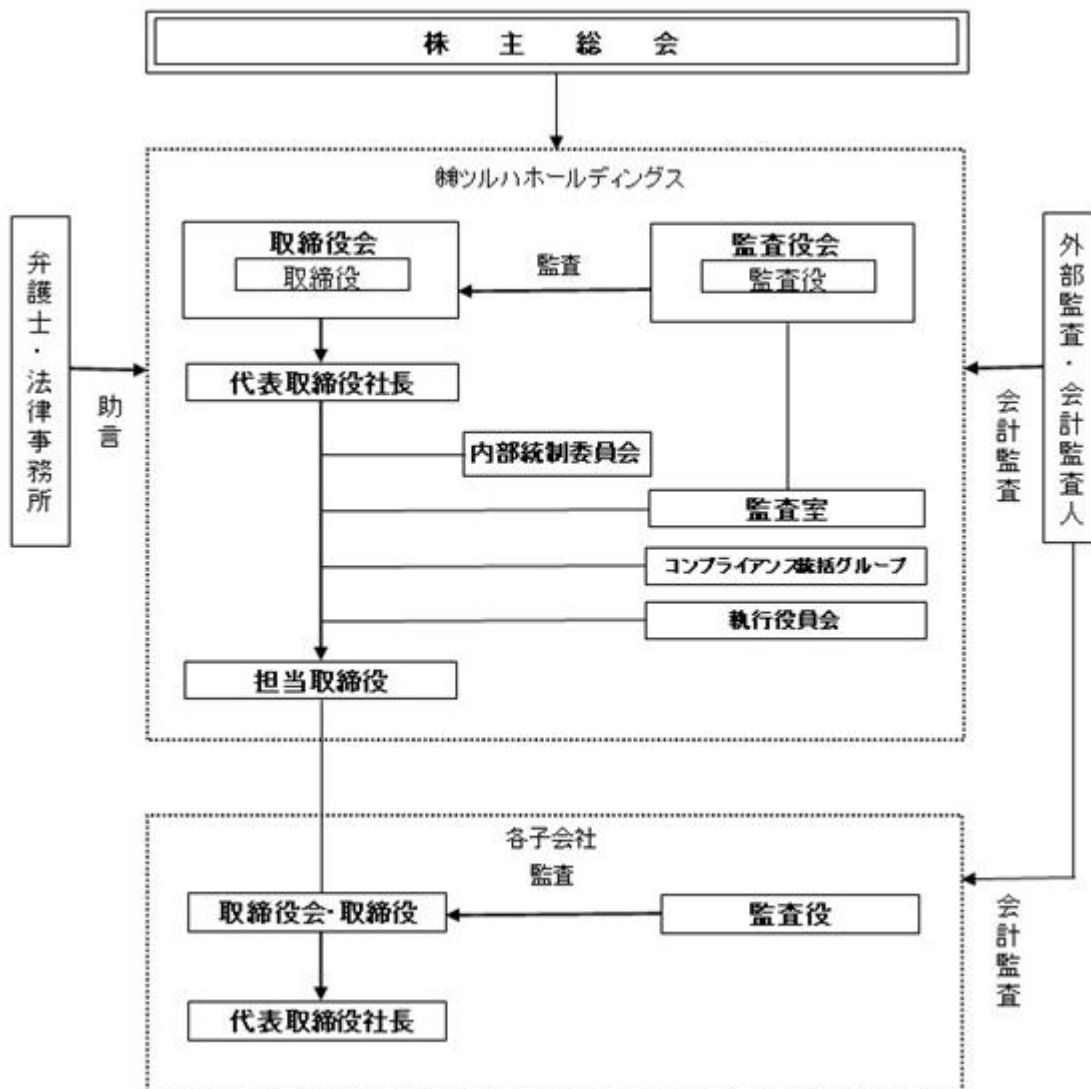 株主総会
㈱ツルハホールディングス
取締役会
取締役
監査
監査役会
監査役
弁護士・法律事務所
助言
外部監査・会計監査人
会計監査
代表取締役社長
内部統制委員会
監査室
コンプライアンス統括グループ
執行役員会
担当取締役
各子会社
監査
取締役会・取締役
監査役
会計監査
代表取締役社長